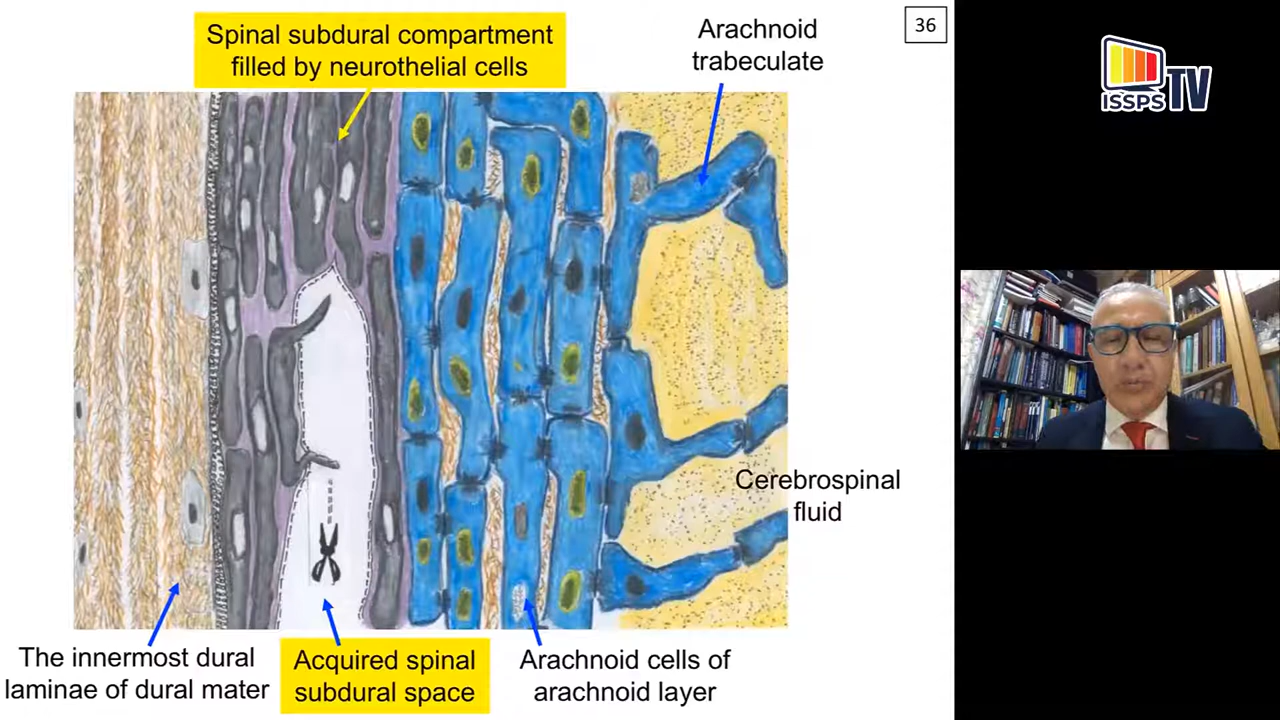 Spinal subdural compartment
filled by neurothelial cells
Arachnoid
trabeculate
36
ISSPS TV
Cerebrospinal
fluid
The innermost dural
laminae of dural mater
Acquired spinal
subdural space
Arachnoid cells of
arachnoid layer